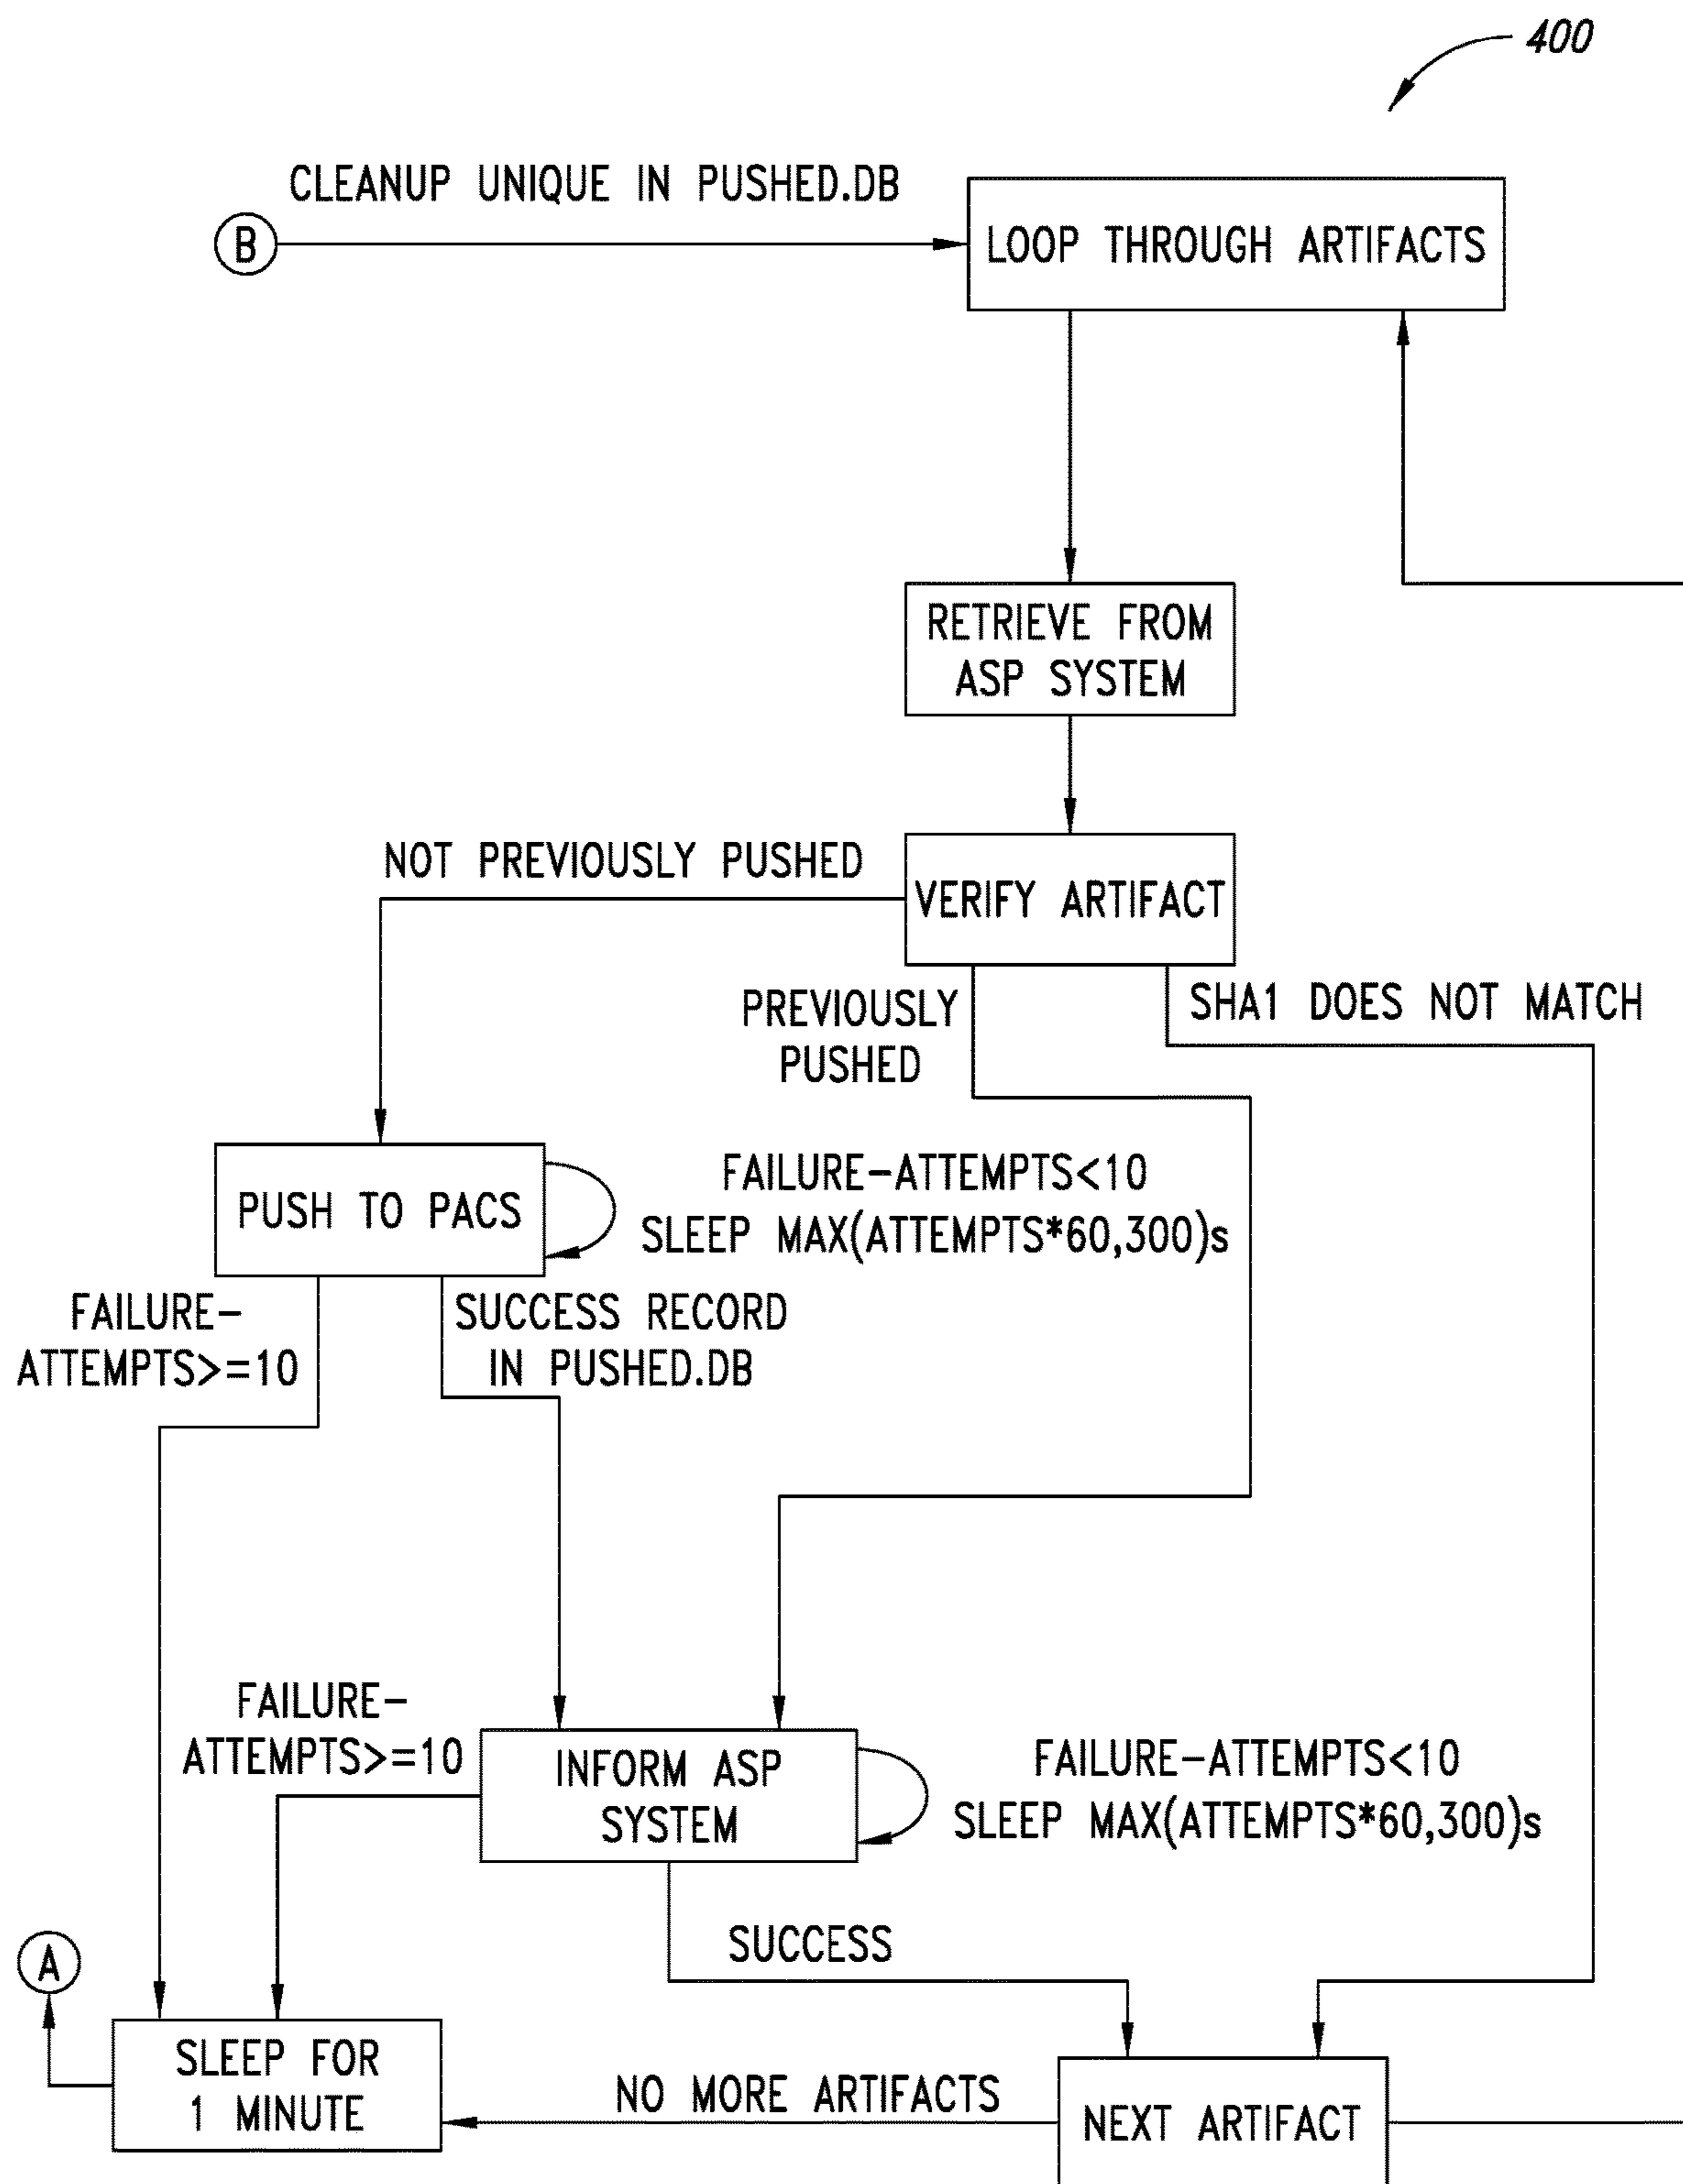 400
CLEANUP UNIQUE IN PUSHED.DB
B
LOOP THROUGH ARTIFACTS
RETRIEVE FROM
ASP SYSTEM
NOT PREVIOUSLY PUSHED
VERIFY ARTIFACT
PREVIOUSLY
PUSHED
SHA1 DOES NOT MATCH
PUSH TO PACS
FAILURE-ATTEMPTS<10
SLEEP MAX(ATTEMPTS*60,300)s
FAILURE-
ATTEMPTS>=10
SUCCESS RECORD
IN PUSHED.DB
FAILURE-
ATTEMPTS>=10
INFORM ASP
SYSTEM
FAILURE-ATTEMPTS<10
SLEEP MAX(ATTEMPTS*60,300)s
SUCCESS
A
SLEEP FOR
1 MINUTE
NO MORE ARTIFACTS
NEXT ARTIFACT